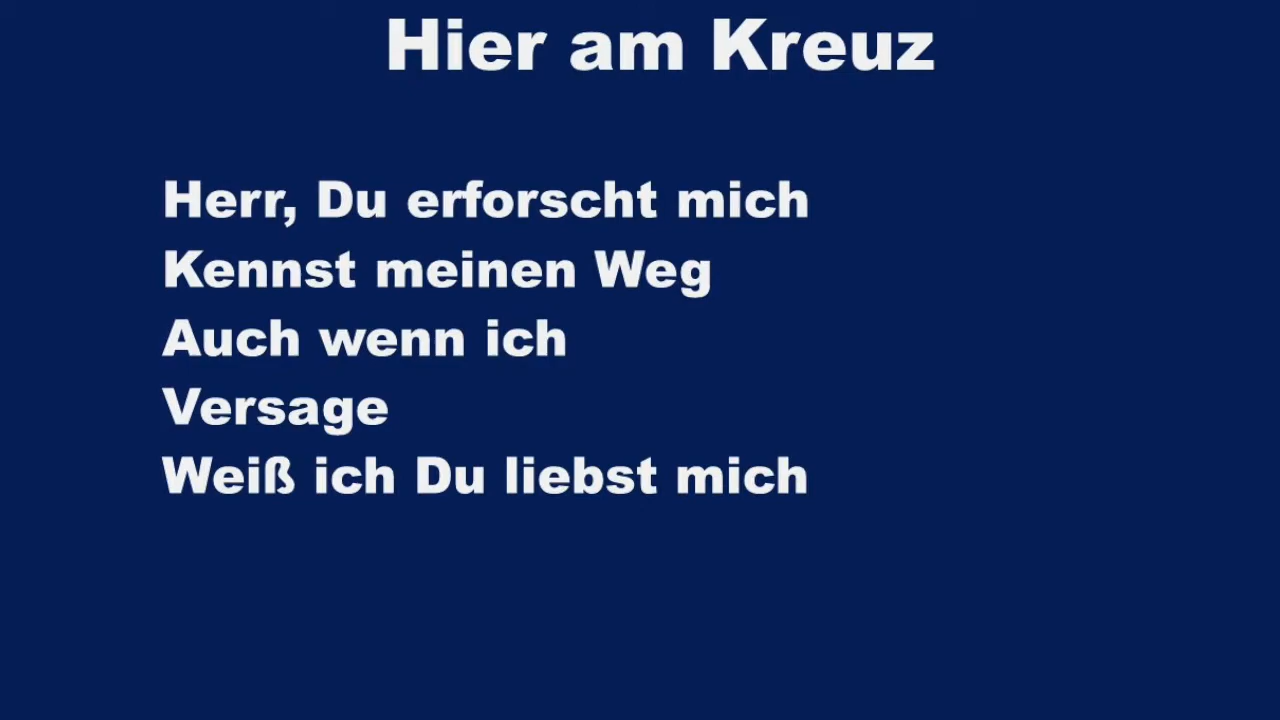 Hier am Kreuz
Herr, Du erforscht mich
Kennst meinen Weg
Auch wenn ich
Versage
Weiß ich Du liebst mich